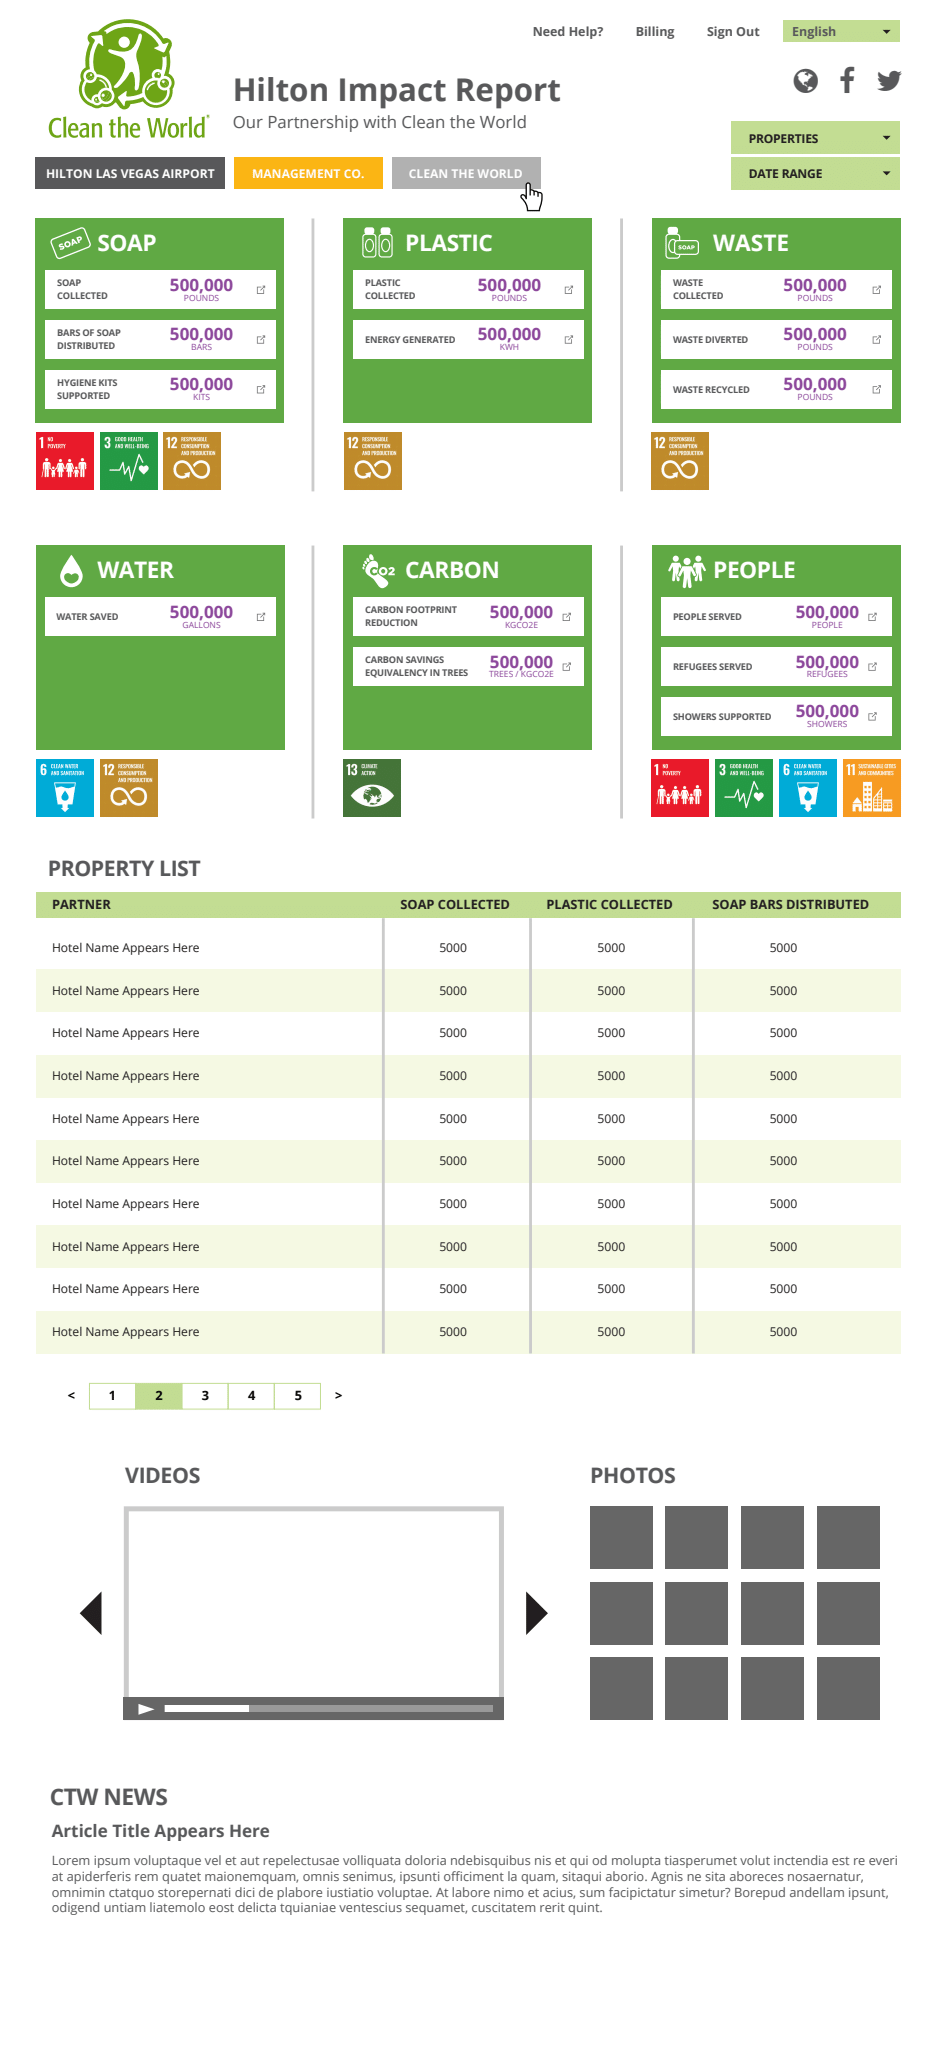 Need Help?
Billing
Sign Out
English
Clean the World®
Hilton Impact Report
Our Partnership with Clean the World
PROPERTIES
DATE RANGE
HILTON LAS VEGAS AIRPORT
MANAGEMENT CO.
CLEAN THE WORLD
SOAP
SOAP
SOAP
COLLECTED
500,000
POUNDS
BARS OF SOAP
DISTRIBUTED
500,000
BARS
HYGIENE KITS
SUPPORTED
500,000
KITS
1 NO
POVERTY
3 GOOD HEALTH
AND WELL-BEING
12 RESPONSIBLE
CONSUMPTION
AND PRODUCTION
PLASTIC
PLASTIC
COLLECTED
500,000
POUNDS
ENERGY GENERATED
500,000
KWH
12 RESPONSIBLE
CONSUMPTION
AND PRODUCTION
SOAP
WASTE
WASTE
COLLECTED
500,000
POUNDS
WASTE DIVERTED
500,000
POUNDS
WASTE RECYCLED
500,000
POUNDS
12 RESPONSIBLE
CONSUMPTION
AND PRODUCTION
WATER
WATER SAVED
500,000
GALLONS
6 CLEAN WATER
AND SANITATION
12 RESPONSIBLE
CONSUMPTION
AND PRODUCTION
CO2
CARBON
CARBON FOOTPRINT
REDUCTION
500,000
KGCO2E
CARBON SAVINGS
EQUIVALENCY IN TREES
500,000
TREES / KGCO2E
13 CLIMATE
ACTION
PEOPLE
PEOPLE SERVED
500,000
PEOPLE
REFUGEES SERVED
500,000
REFUGEES
SHOWERS SUPPORTED
500,000
SHOWERS
1 NO
POVERTY
3 GOOD HEALTH
AND WELL-BEING
6 CLEAN WATER
AND SANITATION
11 SUSTAINABLE CITIES
AND COMMUNITIES
PROPERTY LIST
PARTNER SOAP COLLECTED PLASTIC COLLECTED SOAP BARS DISTRIBUTED
Hotel Name Appears Here 5000 5000 5000
Hotel Name Appears Here 5000 5000 5000
Hotel Name Appears Here 5000 5000 5000
Hotel Name Appears Here 5000 5000 5000
Hotel Name Appears Here 5000 5000 5000
Hotel Name Appears Here 5000 5000 5000
Hotel Name Appears Here 5000 5000 5000
Hotel Name Appears Here 5000 5000 5000
Hotel Name Appears Here 5000 5000 5000
Hotel Name Appears Here 5000 5000 5000
< 1 2 3 4 5 >
VIDEOS
PHOTOS
CTW NEWS
Article Title Appears Here
Lorem ipsum voluptaque vel et aut repelectusae volliquata doloria ndebisquibus nis et qui od molupta tiasperumet volut inctendia est re everi
at apiderferis rem quatet maionemquam, omnis senimus, ipsunti officiment la quam, sitaqui aborio. Agnis ne sita aboreces nosaernatur,
omnimin ctatquo storepernati dici de plabore iustiatio voluptae. At labore nimo et acius, sum facipictatur simetur? Borepud andellam ipsunt,
odigend untiam liatemolo eost delicta tquianiae ventescius sequamet, cuscitatem rerit quint.